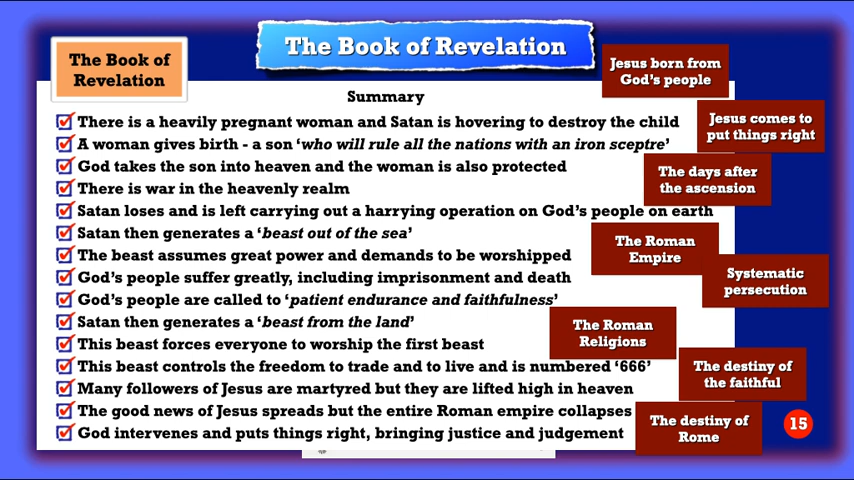 The Book of Revelation
The Book of
Revelation
Summary
There is a heavily pregnant woman and Satan is hovering to destroy the child
A woman gives birth - a son ‘who will rule all the nations with an iron sceptre’
God takes the son into heaven and the woman is also protected
There is war in the heavenly realm
Satan loses and is left carrying out a harrying operation on God’s people on earth
Satan then generates a ‘beast out of the sea’
The beast assumes great power and demands to be worshipped
God’s people suffer greatly, including imprisonment and death
God’s people are called to ‘patient endurance and faithfulness’
Satan then generates a ‘beast from the land’
This beast forces everyone to worship the first beast
This beast controls the freedom to trade and to live and is numbered ‘666’
Many followers of Jesus are martyred but they are lifted high in heaven
The good news of Jesus spreads but the entire Roman empire collapses
God intervenes and puts things right, bringing justice and judgement
Jesus born from
God’s people
Jesus comes to
put things right
The days after
the ascension
The Roman
Empire
Systematic
persecution
The Roman
Religions
The destiny of
the faithful
The destiny of
Rome
15